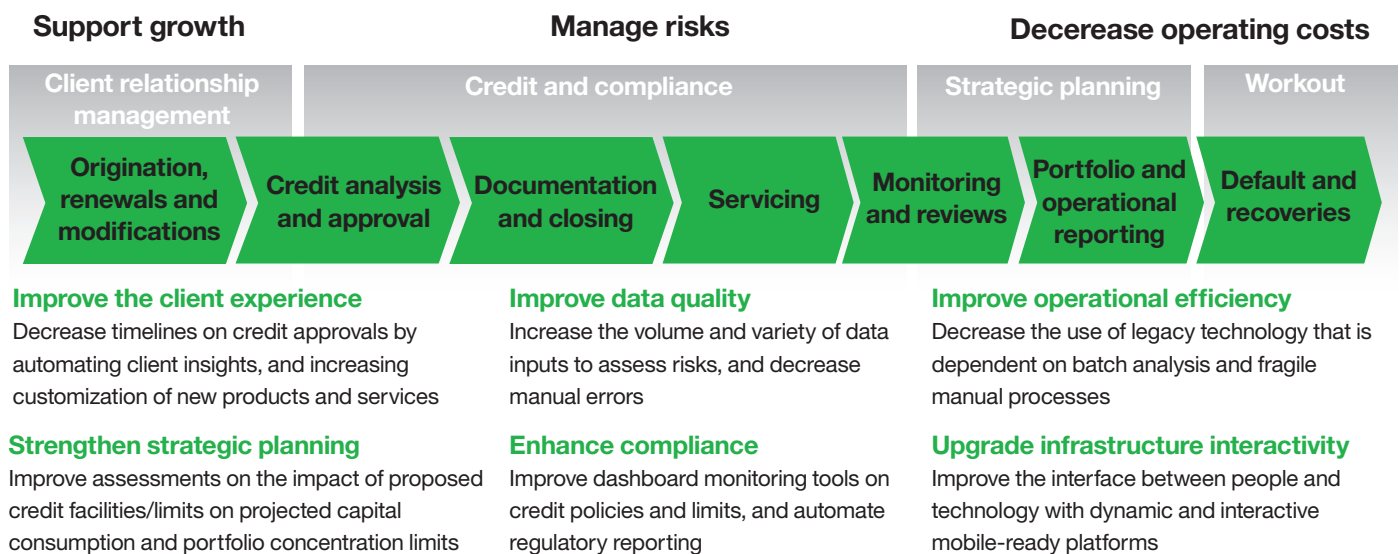 Support growth
Manage risks
Decerease operating costs
Client relationship
management
Credit and compliance
Strategic planning
Workout
Origination,
renewals and
modifications
Credit analysis
and approval
Documentation
and closing
Servicing
Monitoring
and reviews
Portfolio and
operational
reporting
Default and
recoveries
Improve the client experience
Decrease timelines on credit approvals by
automating client insights, and increasing
customization of new products and services
Improve data quality
Increase the volume and variety of data
inputs to assess risks, and decrease
manual errors
Improve operational efficiency
Decrease the use of legacy technology that is
dependent on batch analysis and fragile
manual processes
Strengthen strategic planning
Improve assessments on the impact of proposed
credit facilities/limits on projected capital
consumption and portfolio concentration limits
Enhance compliance
Improve dashboard monitoring tools on
credit policies and limits, and automate
regulatory reporting
Upgrade infrastructure interactivity
Improve the interface between people and
technology with dynamic and interactive
mobile-ready platforms